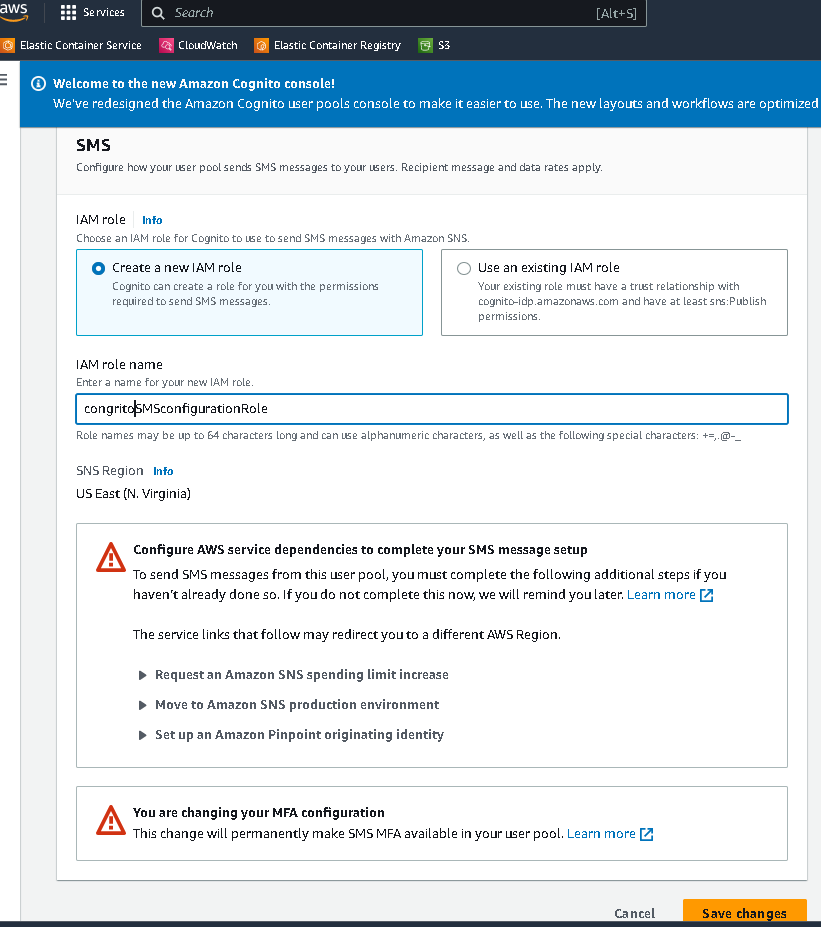 aws
Services
Search
[Alt+S]
Elastic Container Service
CloudWatch
Elastic Container Registry
S3
Welcome to the new Amazon Cognito console!
We've redesigned the Amazon Cognito user pools console to make it easier to use. The new layouts and workflows are optimized
SMS
Configure how your user pool sends SMS messages to your users. Recipient message and data rates apply.
IAM role
Info
Choose an IAM role for Cognito to use to send SMS messages with Amazon SNS.
Create a new IAM role
Cognito can create a role for you with the permissions
required to send SMS messages.
Use an existing IAM role
Your existing role must have a trust relationship with
cognito-idp.amazonaws.com and have at least sns:Publish
permissions.
IAM role name
Enter a name for your new IAM role.
congritoSMSconfigurationRole
Role names may be up to 64 characters long and can use alphanumeric characters, as well as the following special characters: +=,.@-_
SNS Region
Info
US East (N. Virginia)
Configure AWS service dependencies to complete your SMS message setup
To send SMS messages from this user pool, you must complete the following additional steps if you
haven't already done so. If you do not complete this now, we will remind you later. Learn more
The service links that follow may redirect you to a different AWS Region.
Request an Amazon SNS spending limit increase
Move to Amazon SNS production environment
Set up an Amazon Pinpoint originating identity
You are changing your MFA configuration
This change will permanently make SMS MFA available in your user pool. Learn more
Cancel
Save changes